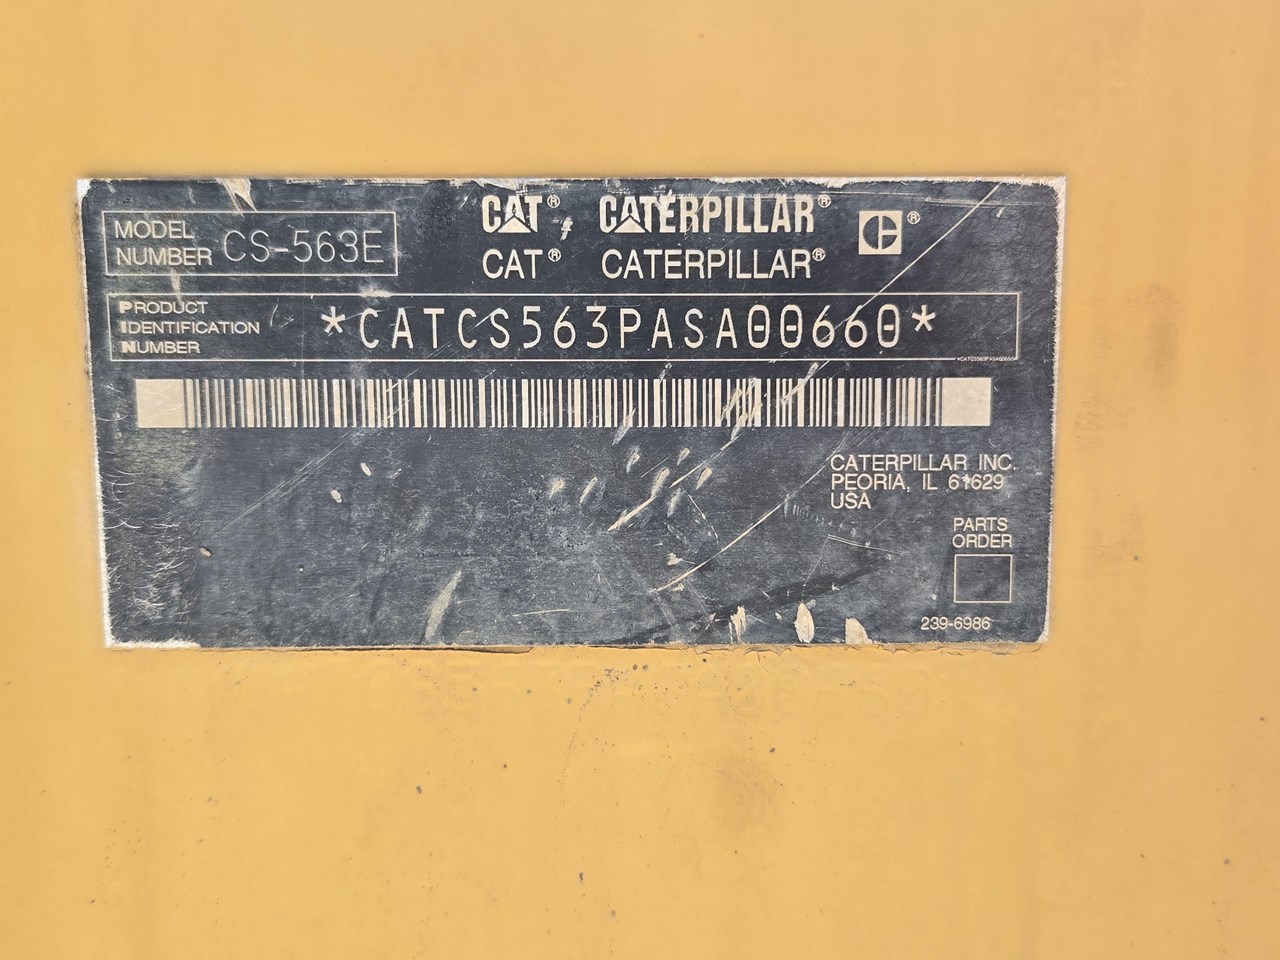 MODEL NUMBER CS-563E
CAT® CATERPILLAR® ®
CAT® CATERPILLAR®
PRODUCT
IDENTIFICATION
NUMBER
*CATCS563PASA00660*
*CATCS563PASA00660*
CATERPILLAR INC.
PEORIA, IL 61629
USA
PARTS
ORDER
239-6986